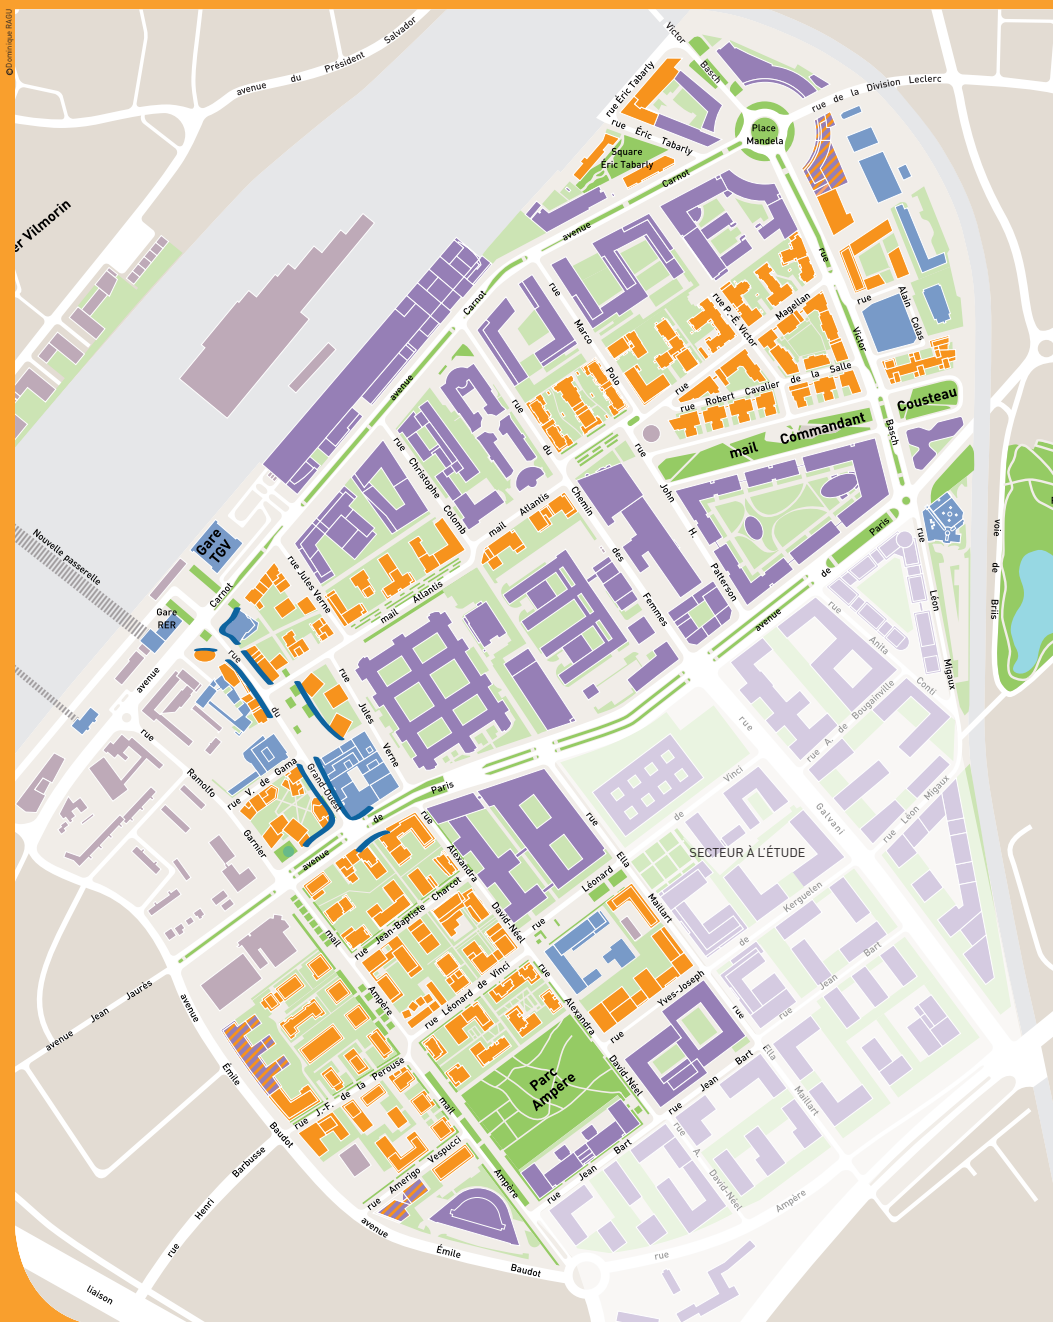 ©Dominique RAGU
avenue du Président Salvador
er Vilmorin
Victor
Basch
rue Éric Tabarly
rue Éric Tabarly
Square
Eric Tabarly
Place
Mandela
rue de la Division Leclerc
avenue Carnot
rue
Marco
Polo
rue P.-É. Victor
rue Magellan
rue
Victor
Basch
rue
Alain
Colas
rue Robert Cavalier de la Salle
mail Commandant Cousteau
avenue Carnot
rue
du
Chemin
des
Femmes
rue
Christophe
Colomb
mail Atlantis
rue
John
H.
Patterson
Nouvelle passerelle
Gare
TGV
Carnot
Gare
RER
avenue
rue Jules Verne
mail Atlantis
rue
Jules
Verne
rue
du
Grand-Ouest
avenue de Paris
rue
Léon
Migaux
voie de Briis
rue
Anita
Conti
rue A. de Bougainville
rue
Galvani
rue Léon Migaux
rue
Ramolfo
Garnier
rue V. de Gama
avenue de Paris
rue
Alexandra
David-Néel
rue
Ella
Maillart
de Vinci
SECTEUR À L'ÉTUDE
rue Léonard
de Kerguelen
rue Jean Bart
rue Jean-Baptiste Charcot
mail
Ampère
rue Léonard de Vinci
rue
Alexandra
David-Néel
rue Yves-Joseph
rue
Ella
Maillart
avenue Jean Jaurès
avenue
Émile
Baudot
rue J.-F. de la Perouse
Parc
Ampère
mail
Ampère
rue Jean Bart
rue Jean Bart
rue
A.
David-Néel
rue Amerigo Vespucci
rue Henri Barbusse
avenue Émile Baudot
rue Ampère
liaison